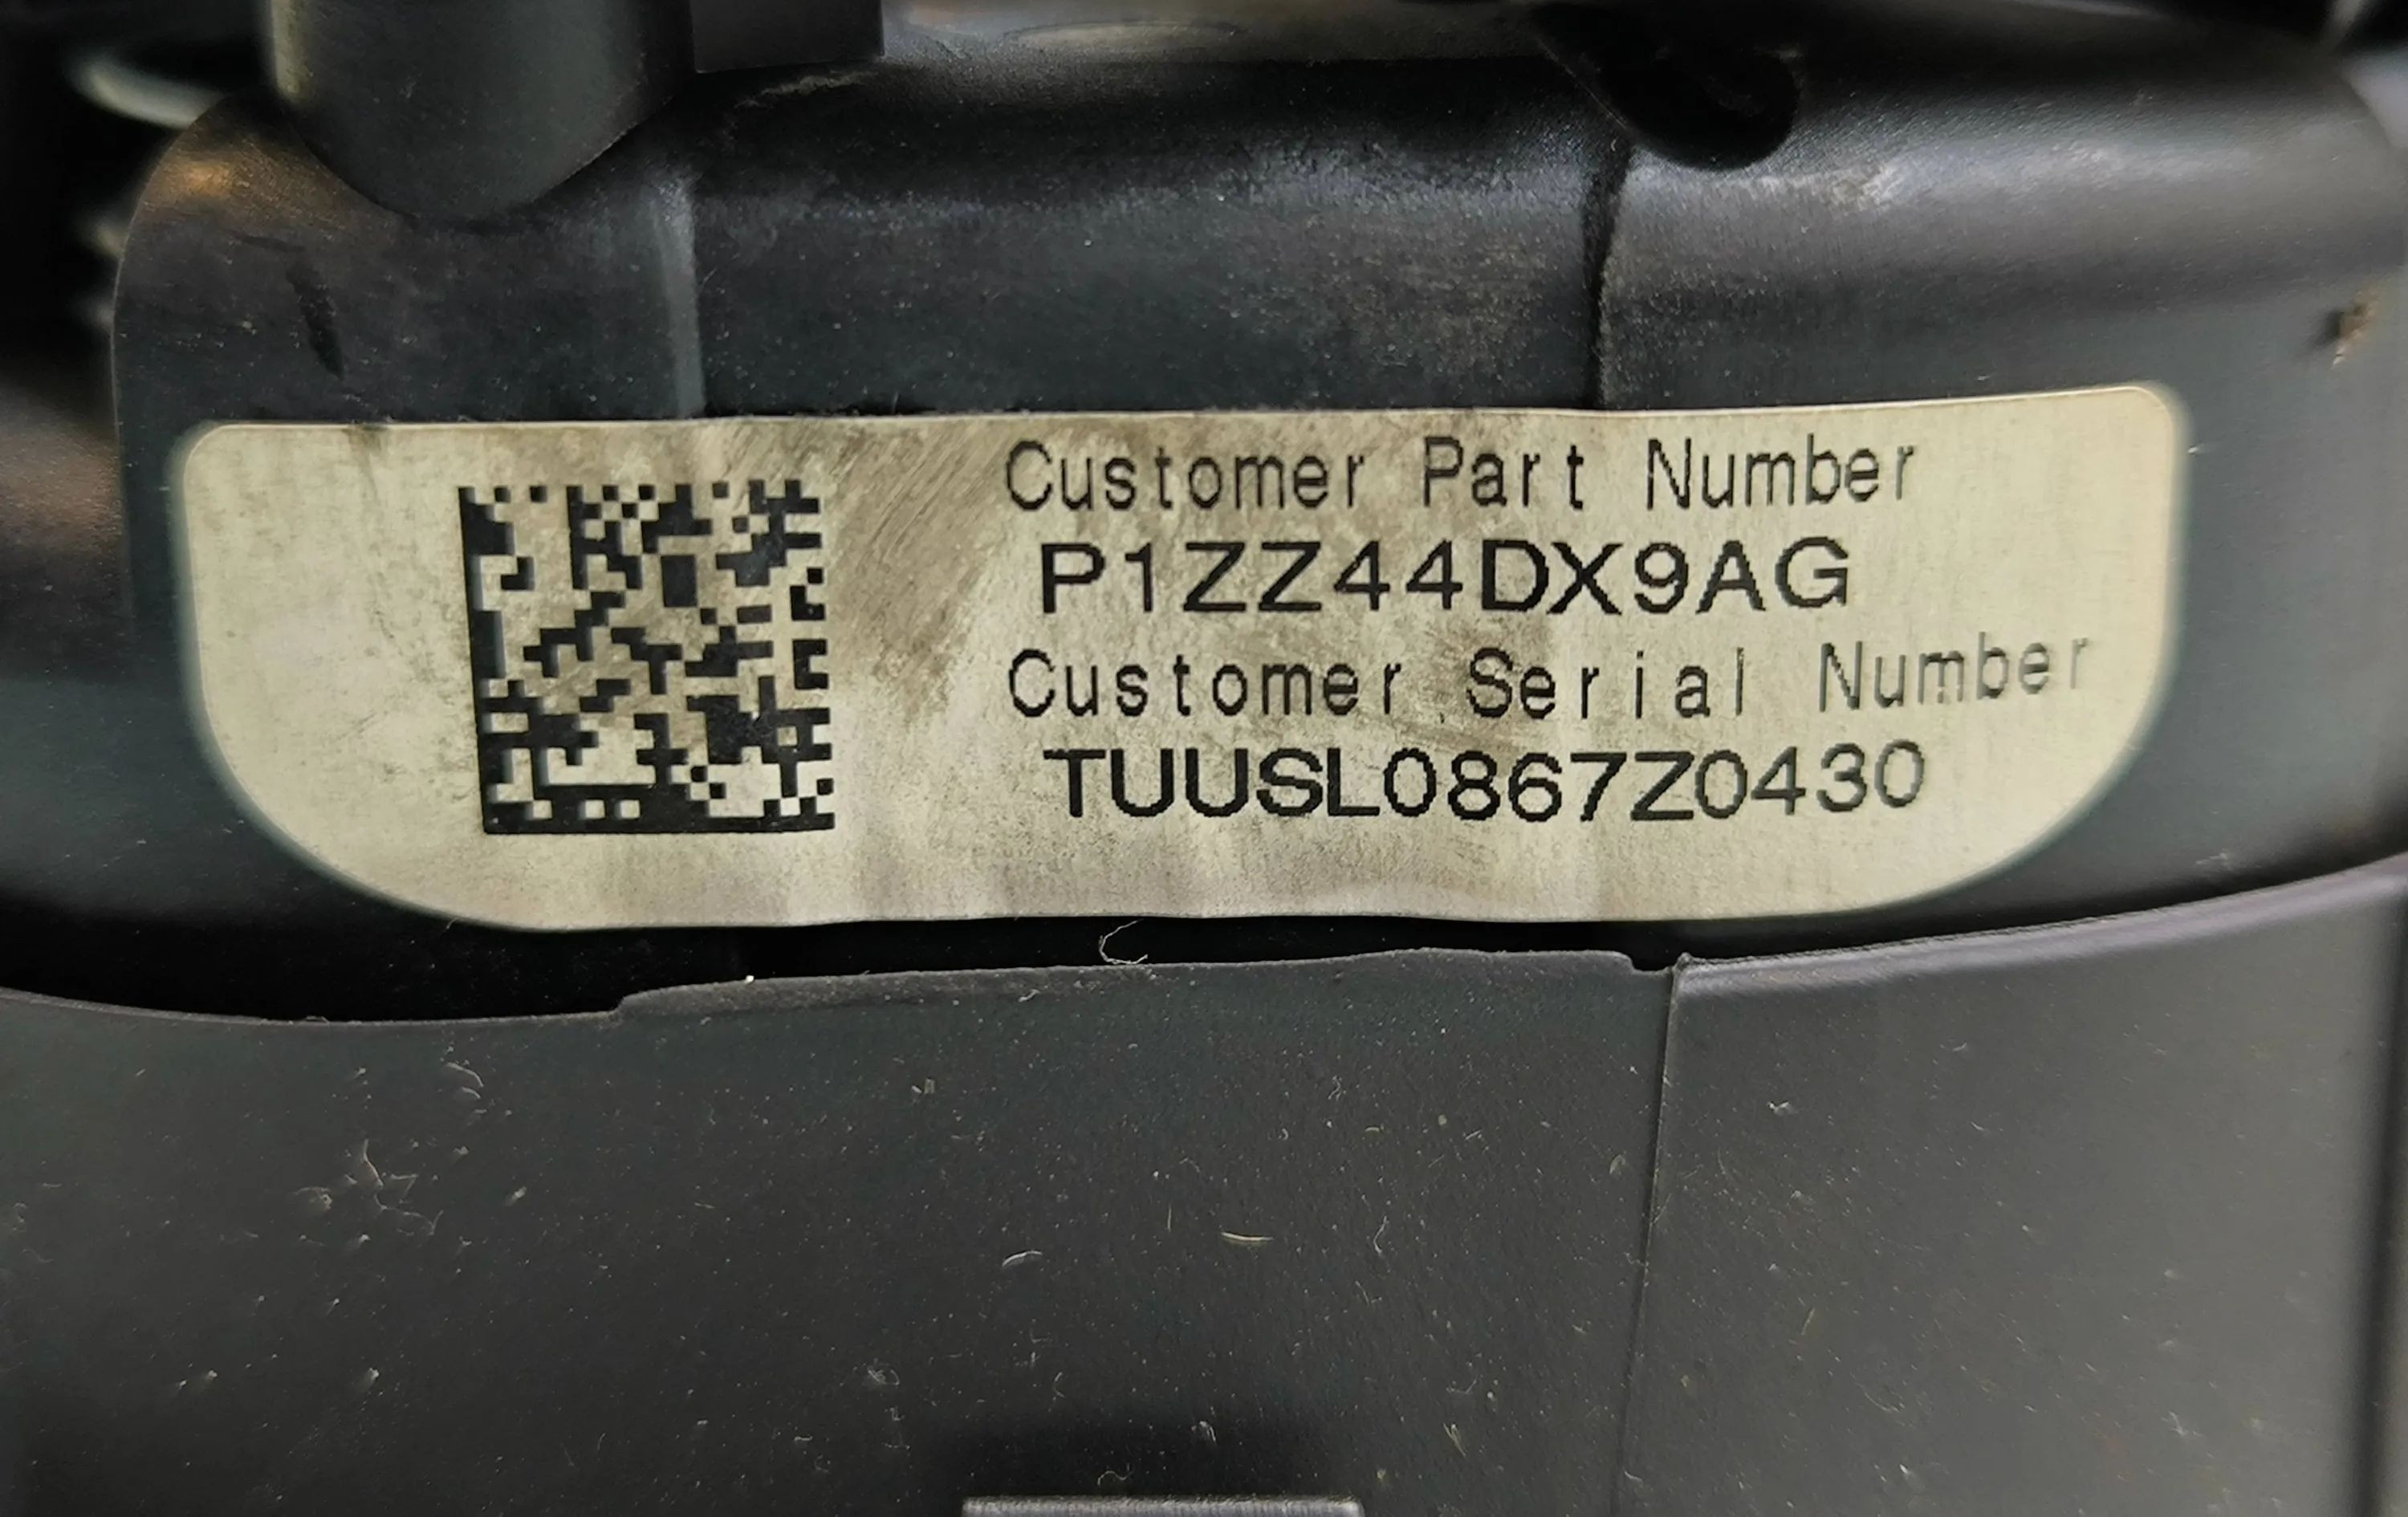 Customer Part Number
P1ZZ44DX9AG
Customer Serial Number
TUUSL0867Z0430